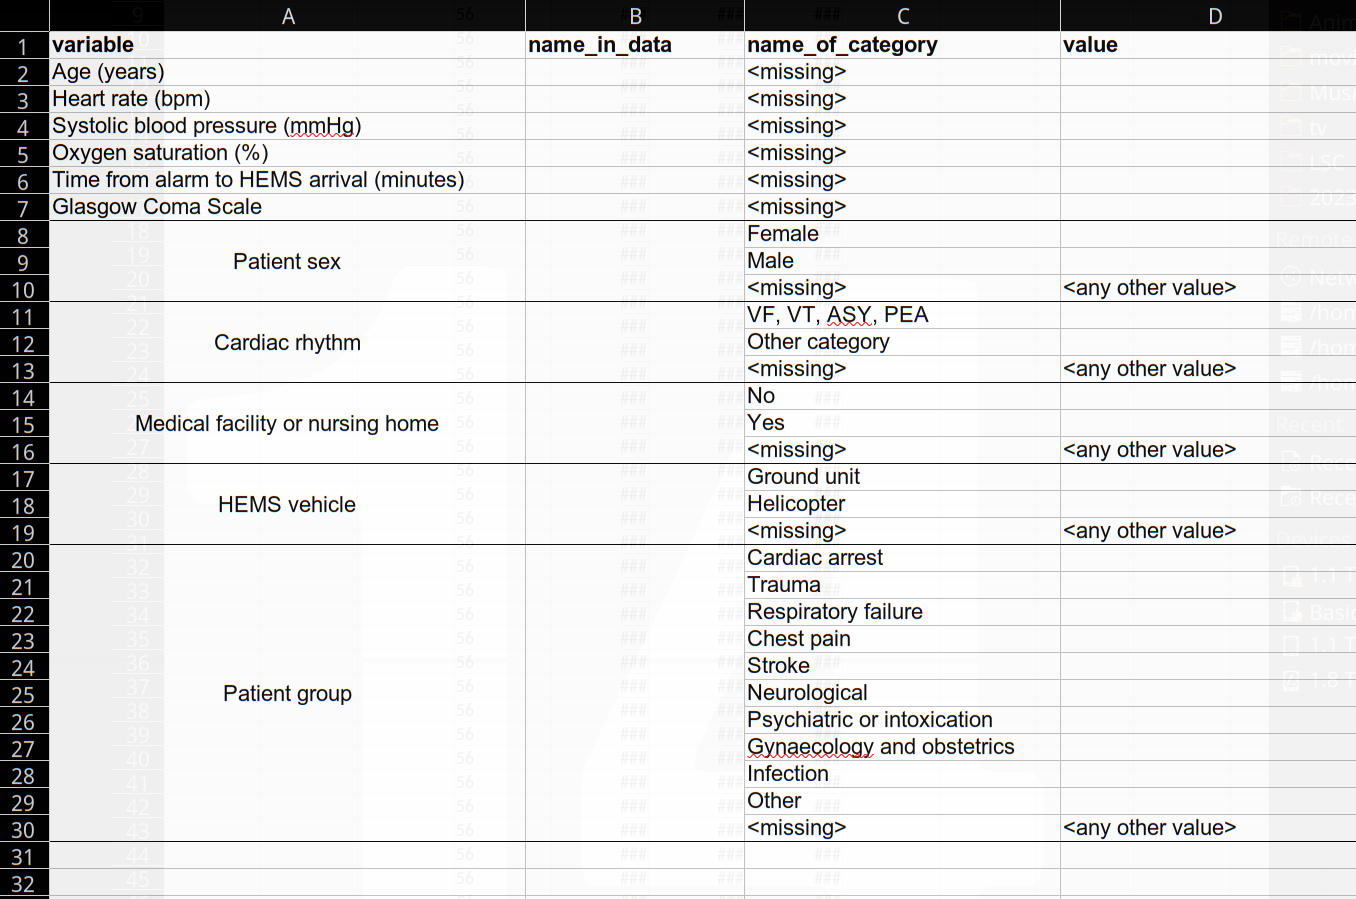 A B C D
1 variable name_in_data name_of_category value
2 Age (years) <missing>
3 Heart rate (bpm) <missing>
4 Systolic blood pressure (mmHg) <missing>
5 Oxygen saturation (%) <missing>
6 Time from alarm to HEMS arrival (minutes) <missing>
7 Glasgow Coma Scale <missing>
8 Female
9 Patient sex Male
10 <missing> <any other value>
11 VF, VT, ASY, PEA
12 Cardiac rhythm Other category
13 <missing> <any other value>
14 No
15 Medical facility or nursing home Yes
16 <missing> <any other value>
17 Ground unit
18 HEMS vehicle Helicopter
19 <missing> <any other value>
20 Cardiac arrest
21 Trauma
22 Respiratory failure
23 Chest pain
24 Stroke
25 Patient group Neurological
26 Psychiatric or intoxication
27 Gynaecology and obstetrics
28 Infection
29 Other
30 <missing> <any other value>
31
32